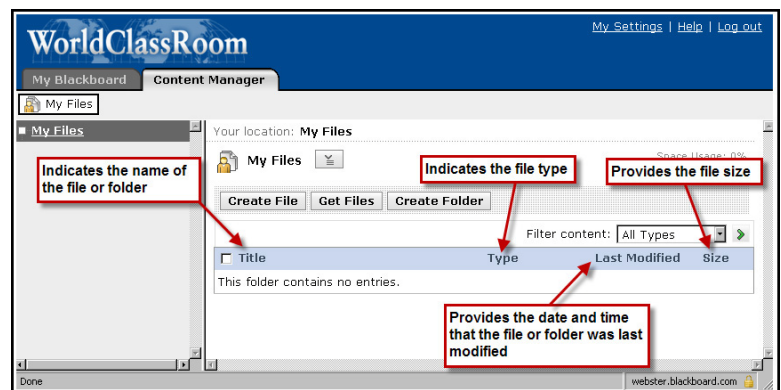 My Settings | Help | Log out
WorldClassRoom
My Blackboard
Content Manager
My Files
My Files
Your location: My Files
My Files
Space Usage: 0%
Indicates the name of
the file or folder
Indicates the file type
Provides the file size
Create File
Get Files
Create Folder
Filter content: All Types
Title
Type
Last Modified
Size
This folder contains no entries.
Provides the date and time
that the file or folder was last
modified
Done
webster.blackboard.com